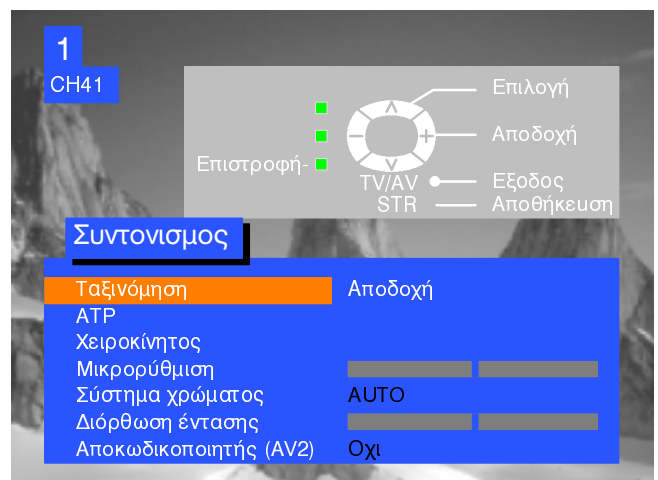 1
CH41
Επιλογή
Αποδοχή
Επιστροφή-
TV/AV Εξοδος
STR Αποθήκευση
Συντονισμος
Ταξινόμηση Αποδοχή
ATP
Χειροκίνητος
Μικρορύθμιση
Σύστημα χρώματος AUTO
Διόρθωση έντασης
Αποκωδικοποιητής (AV2) Οχι